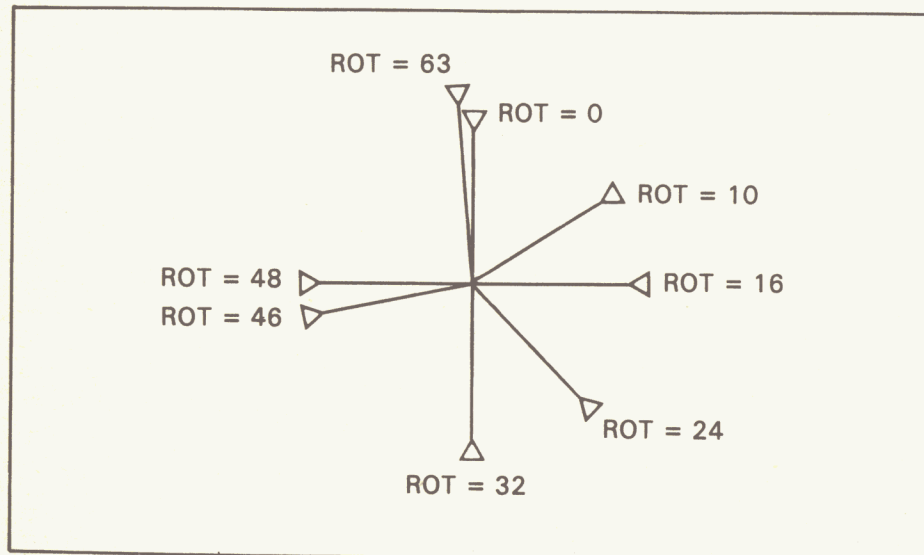 ROT = 63
ROT = 0
ROT = 10
ROT = 48
ROT = 16
ROT = 46
ROT = 24
ROT = 32